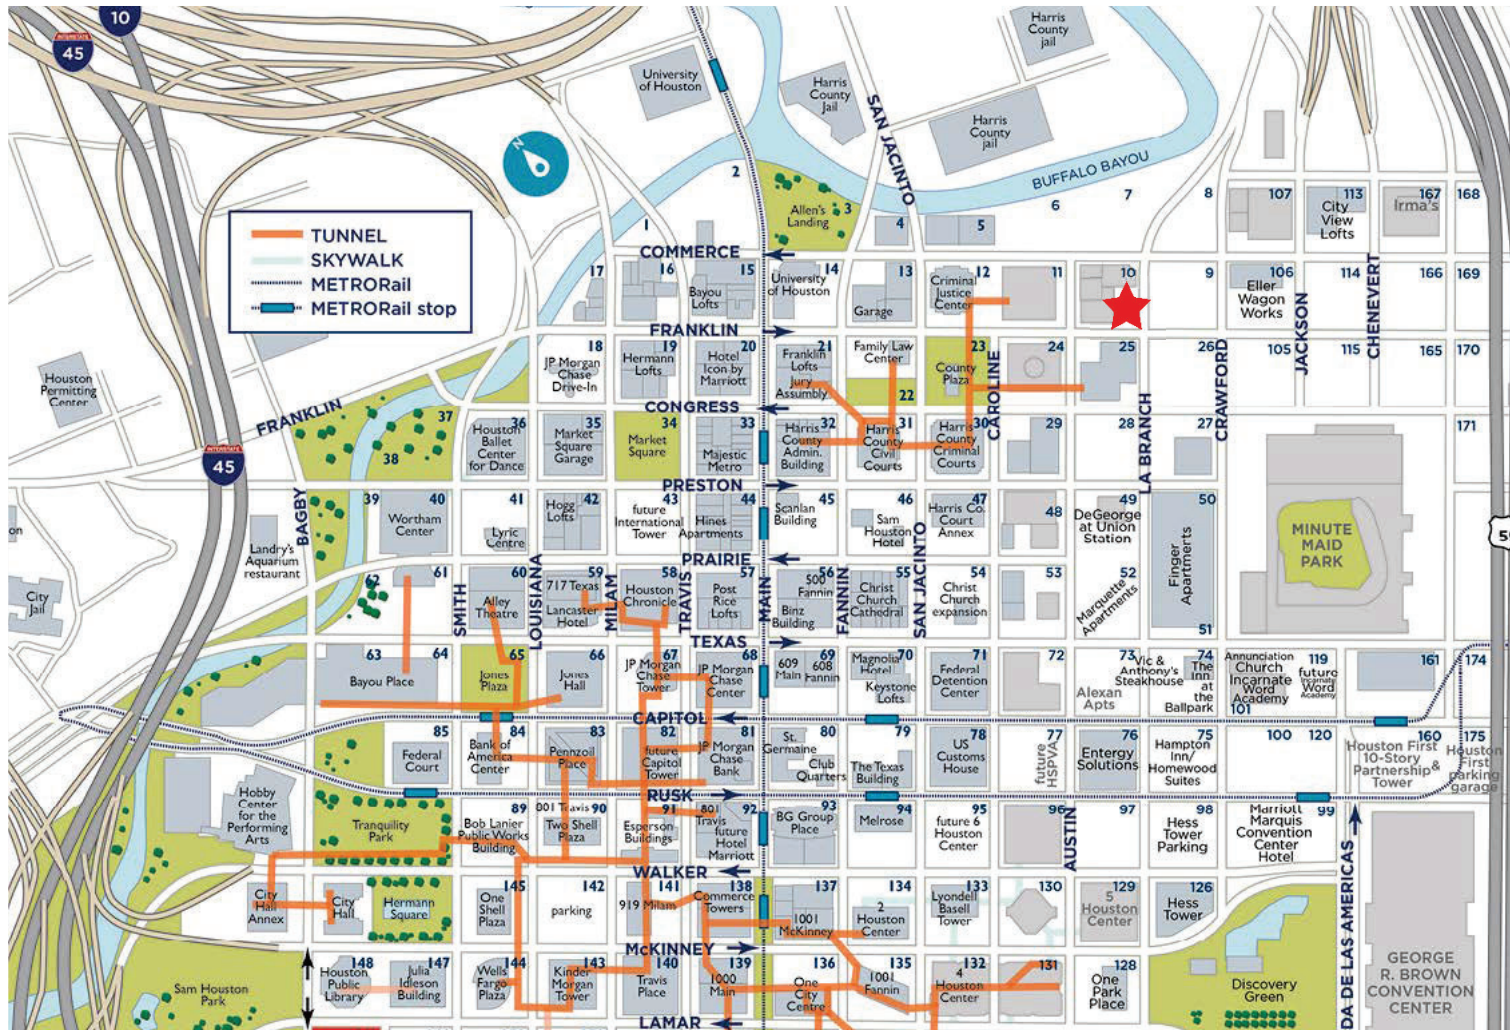 10
INTERSTATE
45
University
of Houston
Harris
County
Jail
Harris
County
jail
Harris
County
jail
SAN JACINTO
BUFFALO BAYOU
N
TUNNEL
SKYWALK
METRORail
METRORail stop
1
2
Allen's
Landing
3
4
5
6
7
8
107
City
View
Lofts
113
Irma's
167
168
COMMERCE
17
16
Bayou
Lofts
15
University
of Houston
14
Garage
13
Criminal
Justice
Center
12
11
10
9
106
Eller
Wagon
Works
114
166
169
JACKSON
CHENEVERT
FRANKLIN
Houston
Permitting
Center
18
JP Morgan
Chase
Drive-In
Hermann
Lofts
19
Hotel
Icon by
Marriott
20
Franklin
Lofts
21
Jury
Assembly
Family Law
Center
22
23
County
Plaza
CAROLINE
24
25
26
CRAWFORD
105
115
165
170
FRANKLIN
CONGRESS
INTERSTATE
45
37
38
36
Houston
Ballet
Center
for Dance
35
Market
Square
Garage
34
Market
Square
33
Majestic
Metro
Harris
County
Admin.
Building
32
Harris
County
Civil
Courts
31
Harris
County
Criminal
Courts
30
29
28
LA BRANCH
27
171
PRESTON
BAGBY
39
40
Wortham
Center
41
Lyric
Centre
42
Hogg
Lofts
43
future
International
Tower
44
Hines
Apartments
45
Scanlan
Building
46
Sam
Houston
Hotel
47
Harris Co.
Court
Annex
48
49
DeGeorge
at Union
Station
50
Finger
Apartments
MINUTE
MAID
PARK
on
Landry's
Aquarium
restaurant
City
Jail
PRAIRIE
62
61
SMITH
60
Alley
Theatre
LOUISIANA
59
717 Texas
Lancaster
Hotel
MILAM
58
Houston
Chronicle
TRAVIS
57
Post
Rice
Lofts
MAIN
56
500
Fannin
Binz
Building
FANNIN
55
Christ
Church
Cathedral
SAN JACINTO
54
Christ
Church
expansion
53
52
Marquette
Apartments
51
TEXAS
63
64
Bayou Place
65
Jones
Plaza
66
Jones
Hall
67
JP Morgan
Chase
Tower
68
JP Morgan
Chase
Center
69
609
Main
608
Fannin
Magnolia
Hotel
70
Keystone
Lofts
71
Federal
Detention
Center
72
73
Vic &
Anthony's
Steakhouse
Alexan
Apts
74
The
Inn
at
the
Ballpark
Annunciation
Church
Incarnate
Word
Academy
101
119
future
Incarnate
Word
Academy
161
174
CAPITOL
85
Federal
Court
84
Bank of
America
Center
83
Pennzoil
Place
82
future
Capitol
Tower
81
JP Morgan
Chase
Bank
St.
Germaine
80
Club
Quarters
79
The Texas
Building
78
US
Customs
House
77
future
HSPVA
76
Entergy
Solutions
75
Hampton
Inn/
Homewood
Suites
100
120
160
Houston First
10-Story
Partnership &
Tower
175
Houston
First
parking
garage
RUSK
Hobby
Center
for the
Performing
Arts
Tranquility
Park
89
Bob Lanier
Public Works
Building
90
Two Shell
Plaza
91
Esperson
Buildings
801
Travis
92
future
Hotel
Marriott
93
BG Group
Place
94
Melrose
95
future 6
Houston
Center
96
AUSTIN
97
98
Hess
Tower
Parking
99
Marriott
Marquis
Convention
Center
Hotel
DA DE LAS AMERICAS
WALKER
City
Hall
Annex
City
Hall
Hermann
Square
145
One
Shell
Plaza
142
parking
141
919 Milam
138
Commerce
Towers
137
1001
McKinney
134
2
Houston
Center
133
Lyondell
Basell
Tower
130
129
5
Houston
Center
126
Hess
Tower
McKINNEY
Sam Houston
Park
148
Houston
Public
Library
147
Julia
Idleson
Building
144
Wells
Fargo
Plaza
143
Kinder
Morgan
Tower
140
Travis
Place
139
1000
Main
136
One
City
Centre
135
1001
Fannin
132
4
Houston
Center
131
128
One
Park
Place
Discovery
Green
GEORGE
R. BROWN
CONVENTION
CENTER
LAMAR